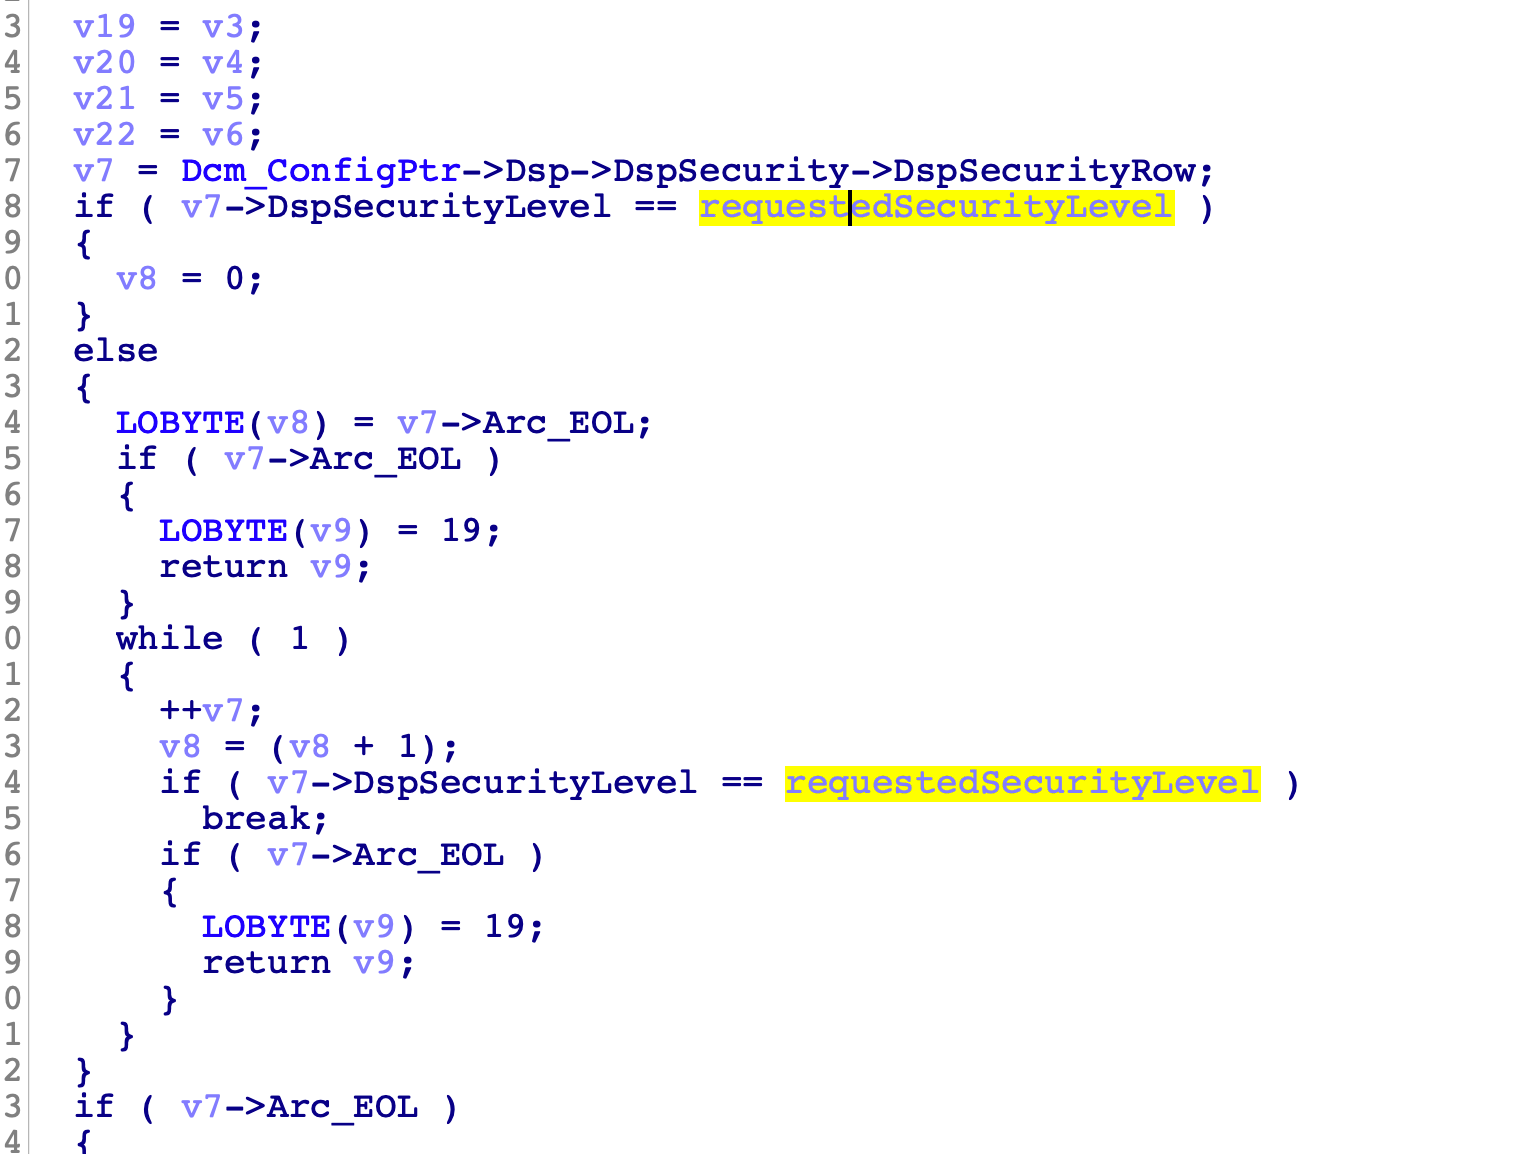 3 v19 = v3;
4 v20 = v4;
5 v21 = v5;
6 v22 = v6;
7 v7 = Dcm_ConfigPtr->Dsp->DspSecurity->DspSecurityRow;
8 if ( v7->DspSecurityLevel == requestedSecurityLevel )
9 {
0 v8 = 0;
1 }
2 else
3 {
4 LOBYTE(v8) = v7->Arc_EOL;
5 if ( v7->Arc_EOL )
6 {
7 LOBYTE(v9) = 19;
8 return v9;
9 }
0 while ( 1 )
1 {
2 ++v7;
3 v8 = (v8 + 1);
4 if ( v7->DspSecurityLevel == requestedSecurityLevel )
5 break;
6 if ( v7->Arc_EOL )
7 {
8 LOBYTE(v9) = 19;
9 return v9;
0 }
1 }
2 }
3 if ( v7->Arc_EOL )
4 {